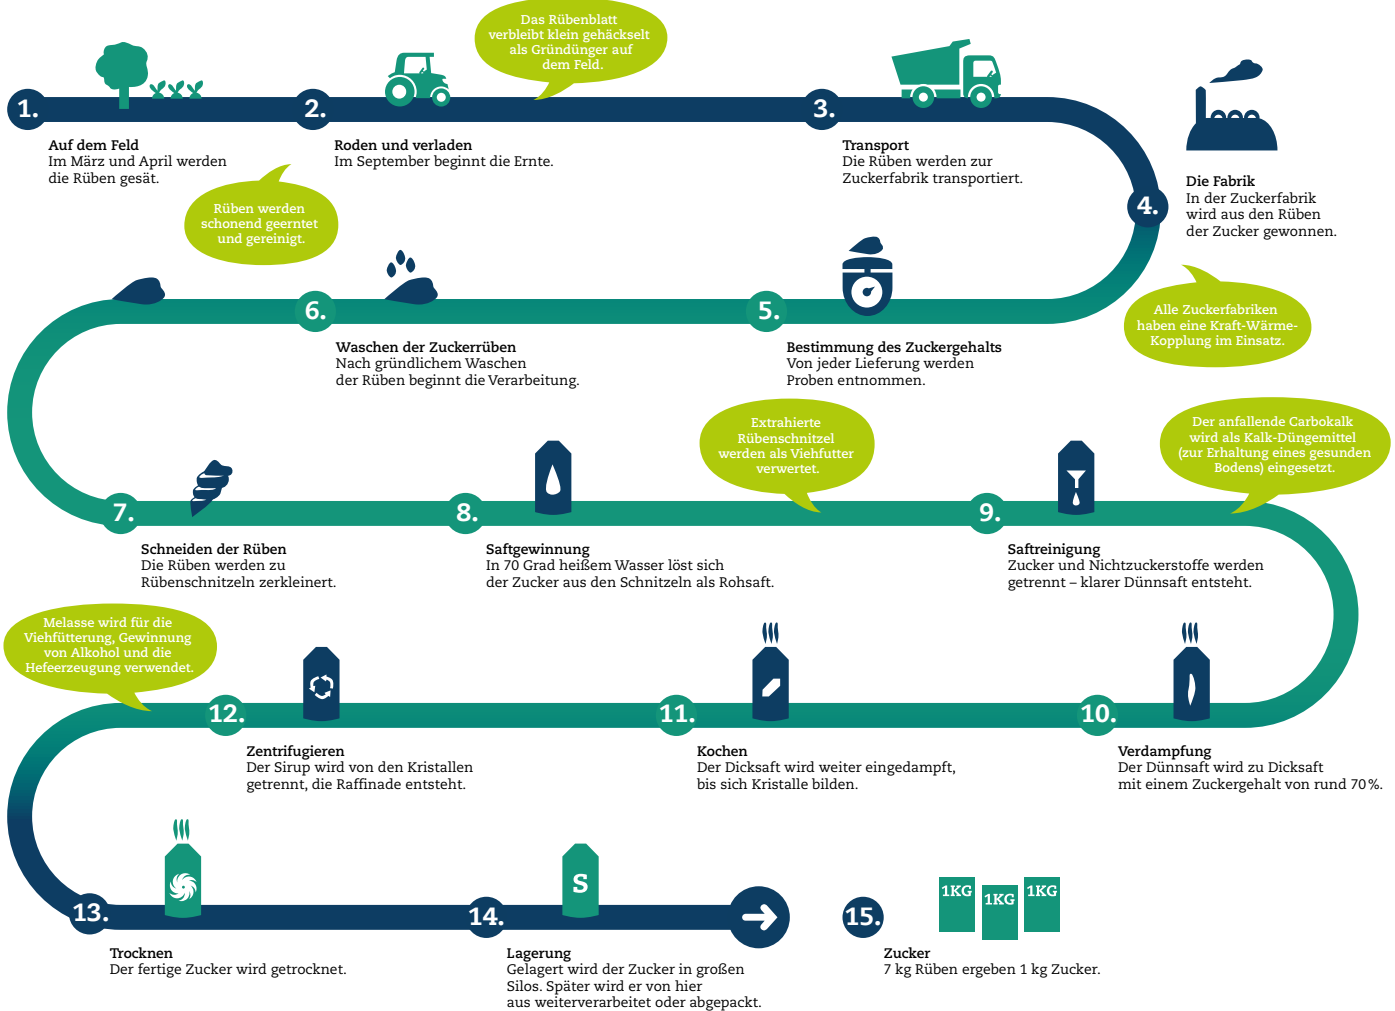 Das Rübenblatt
verbleibt klein gehäckselt
als Gründünger auf
dem Feld.
1.
Auf dem Feld
Im März und April werden
die Rüben gesät.
2.
Roden und verladen
Im September beginnt die Ernte.
3.
Transport
Die Rüben werden zur
Zuckerfabrik transportiert.
4.
Die Fabrik
In der Zuckerfabrik
wird aus den Rüben
der Zucker gewonnen.
Rüben werden
schonend geerntet
und gereinigt.
Alle Zuckerfabriken
haben eine Kraft-Wärme-
Kopplung im Einsatz.
5.
Bestimmung des Zuckergehalts
Von jeder Lieferung werden
Proben entnommen.
6.
Waschen der Zuckerrüben
Nach gründlichem Waschen
der Rüben beginnt die Verarbeitung.
7.
Schneiden der Rüben
Die Rüben werden zu
Rübenschnitzeln zerkleinert.
8.
Saftgewinnung
In 70 Grad heißem Wasser löst sich
der Zucker aus den Schnitzeln als Rohsaft.
Extrahierte
Rübenschnitzel
werden als Viehfutter
verwertet.
9.
Saftreinigung
Zucker und Nichtzuckerstoffe werden
getrennt – klarer Dünnsaft entsteht.
Der anfallende Carbokalk
wird als Kalk-Düngemittel
(zur Erhaltung eines gesunden
Bodens) eingesetzt.
10.
Verdampfung
Der Dünnsaft wird zu Dicksaft
mit einem Zuckergehalt von rund 70%.
11.
Kochen
Der Dicksaft wird weiter eingedampft,
bis sich Kristalle bilden.
12.
Zentrifugieren
Der Sirup wird von den Kristallen
getrennt, die Raffinade entsteht.
Melasse wird für die
Viehfütterung, Gewinnung
von Alkohol und die
Hefeerzeugung verwendet.
13.
Trocknen
Der fertige Zucker wird getrocknet.
14.
S
Lagerung
Gelagert wird der Zucker in großen
Silos. Später wird er von hier
aus weiterverarbeitet oder abgepackt.
15.
1KG
1KG
1KG
Zucker
7 kg Rüben ergeben 1 kg Zucker.